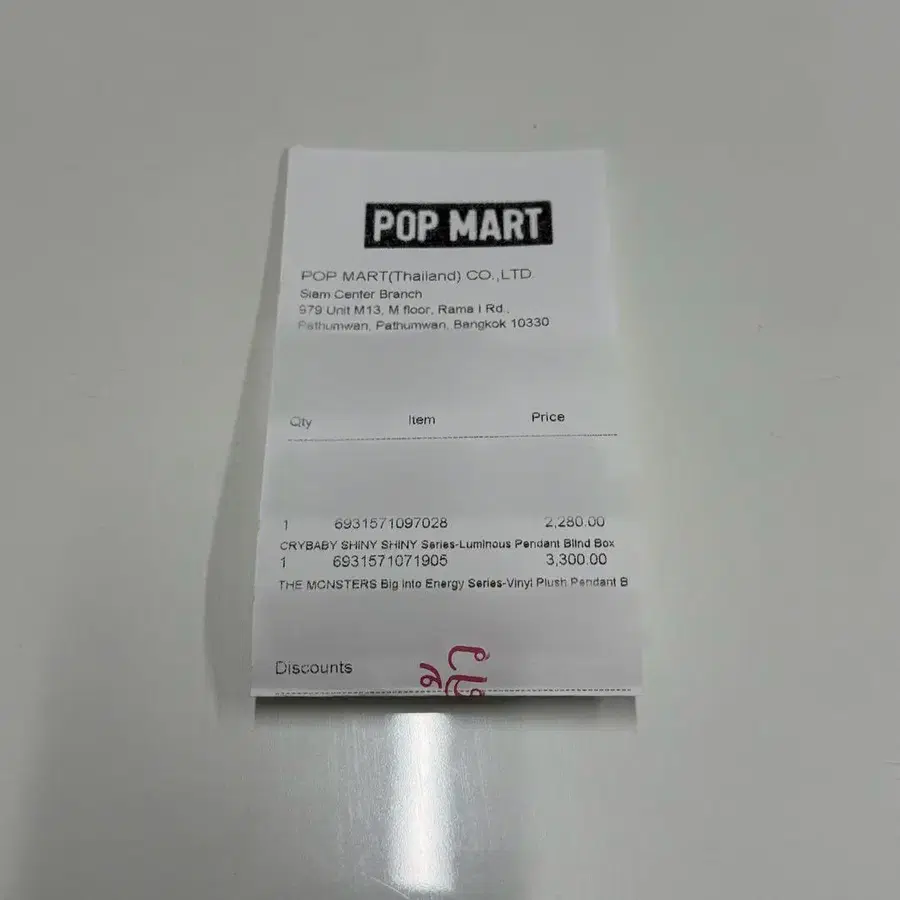 POP MART
POP MART(Thailand) CO.,LTD
Siam Center Branch
979 Unit M13, M floor, Rama I Rd.,
Pathumwan, Pathumwan, Bangkok 10330
Qty Item Price
1 6931571097028 2,280.00
CRYBABY SHINY SHINY Series-Luminous Pendant Blind Box
1 6931571071905 3,300.00
THE MONSTERS Big into Energy Series-Vinyl Plush Pendant B
Discounts